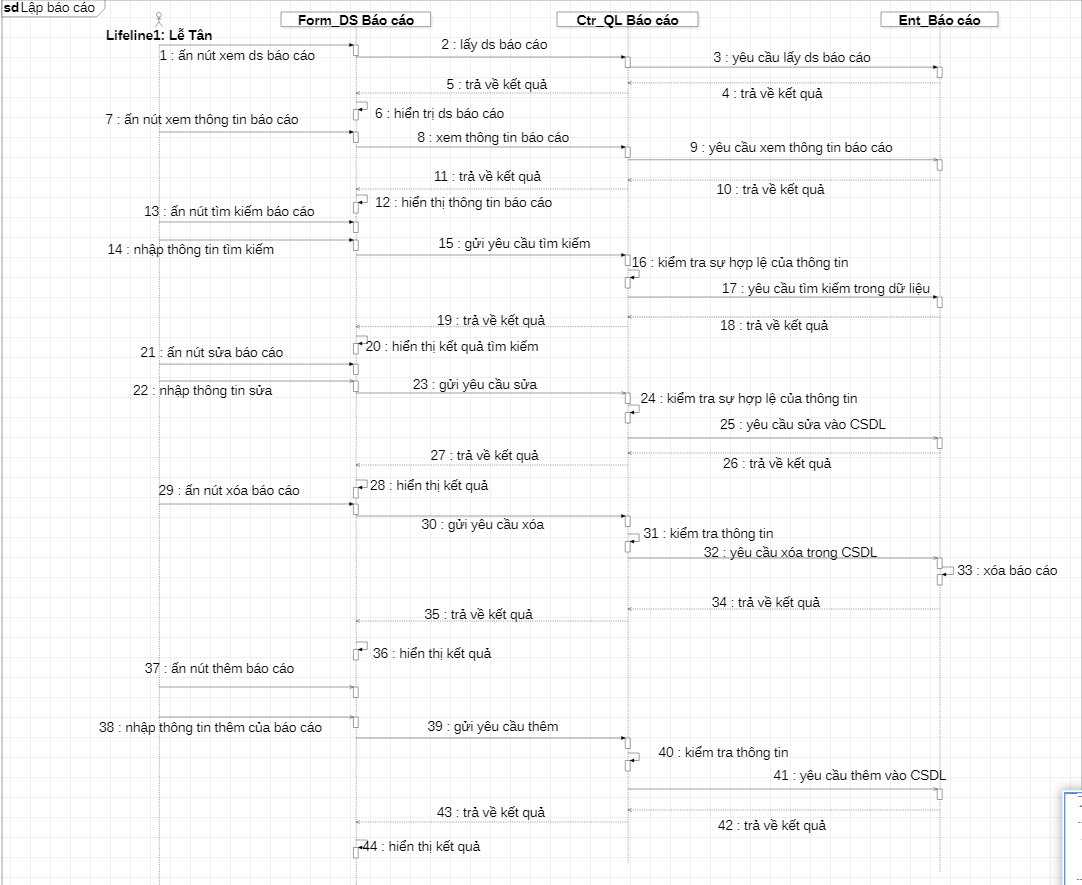 sd Lập báo cáo
Form_DS Báo cáo
Ctr_QL Báo cáo
Ent_Báo cáo
Lifeline1: Lễ Tân
1 : ấn nút xem ds báo cáo
2 : lấy ds báo cáo
3 : yêu cầu lấy ds báo cáo
4 : trả về kết quả
5 : trả về kết quả
6 : hiển trị ds báo cáo
7 : ấn nút xem thông tin báo cáo
8 : xem thông tin báo cáo
9 : yêu cầu xem thông tin báo cáo
10 : trả về kết quả
11 : trả về kết quả
12 : hiển thị thông tin báo cáo
13 : ấn nút tìm kiếm báo cáo
14 : nhập thông tin tìm kiếm
15 : gửi yêu cầu tìm kiếm
16 : kiểm tra sự hợp lệ của thông tin
17 : yêu cầu tìm kiếm trong dữ liệu
18 : trả về kết quả
19 : trả về kết quả
20 : hiển thị kết quả tìm kiếm
21 : ấn nút sửa báo cáo
22 : nhập thông tin sửa
23 : gửi yêu cầu sửa
24 : kiểm tra sự hợp lệ của thông tin
25 : yêu cầu sửa vào CSDL
26 : trả về kết quả
27 : trả về kết quả
28 : hiển thị kết quả
29 : ấn nút xóa báo cáo
30 : gửi yêu cầu xóa
31 : kiểm tra thông tin
32 : yêu cầu xóa trong CSDL
33 : xóa báo cáo
34 : trả về kết quả
35 : trả về kết quả
36 : hiển thị kết quả
37 : ấn nút thêm báo cáo
38 : nhập thông tin thêm của báo cáo
39 : gửi yêu cầu thêm
40 : kiểm tra thông tin
41 : yêu cầu thêm vào CSDL
42 : trả về kết quả
43 : trả về kết quả
44 : hiển thị kết quả